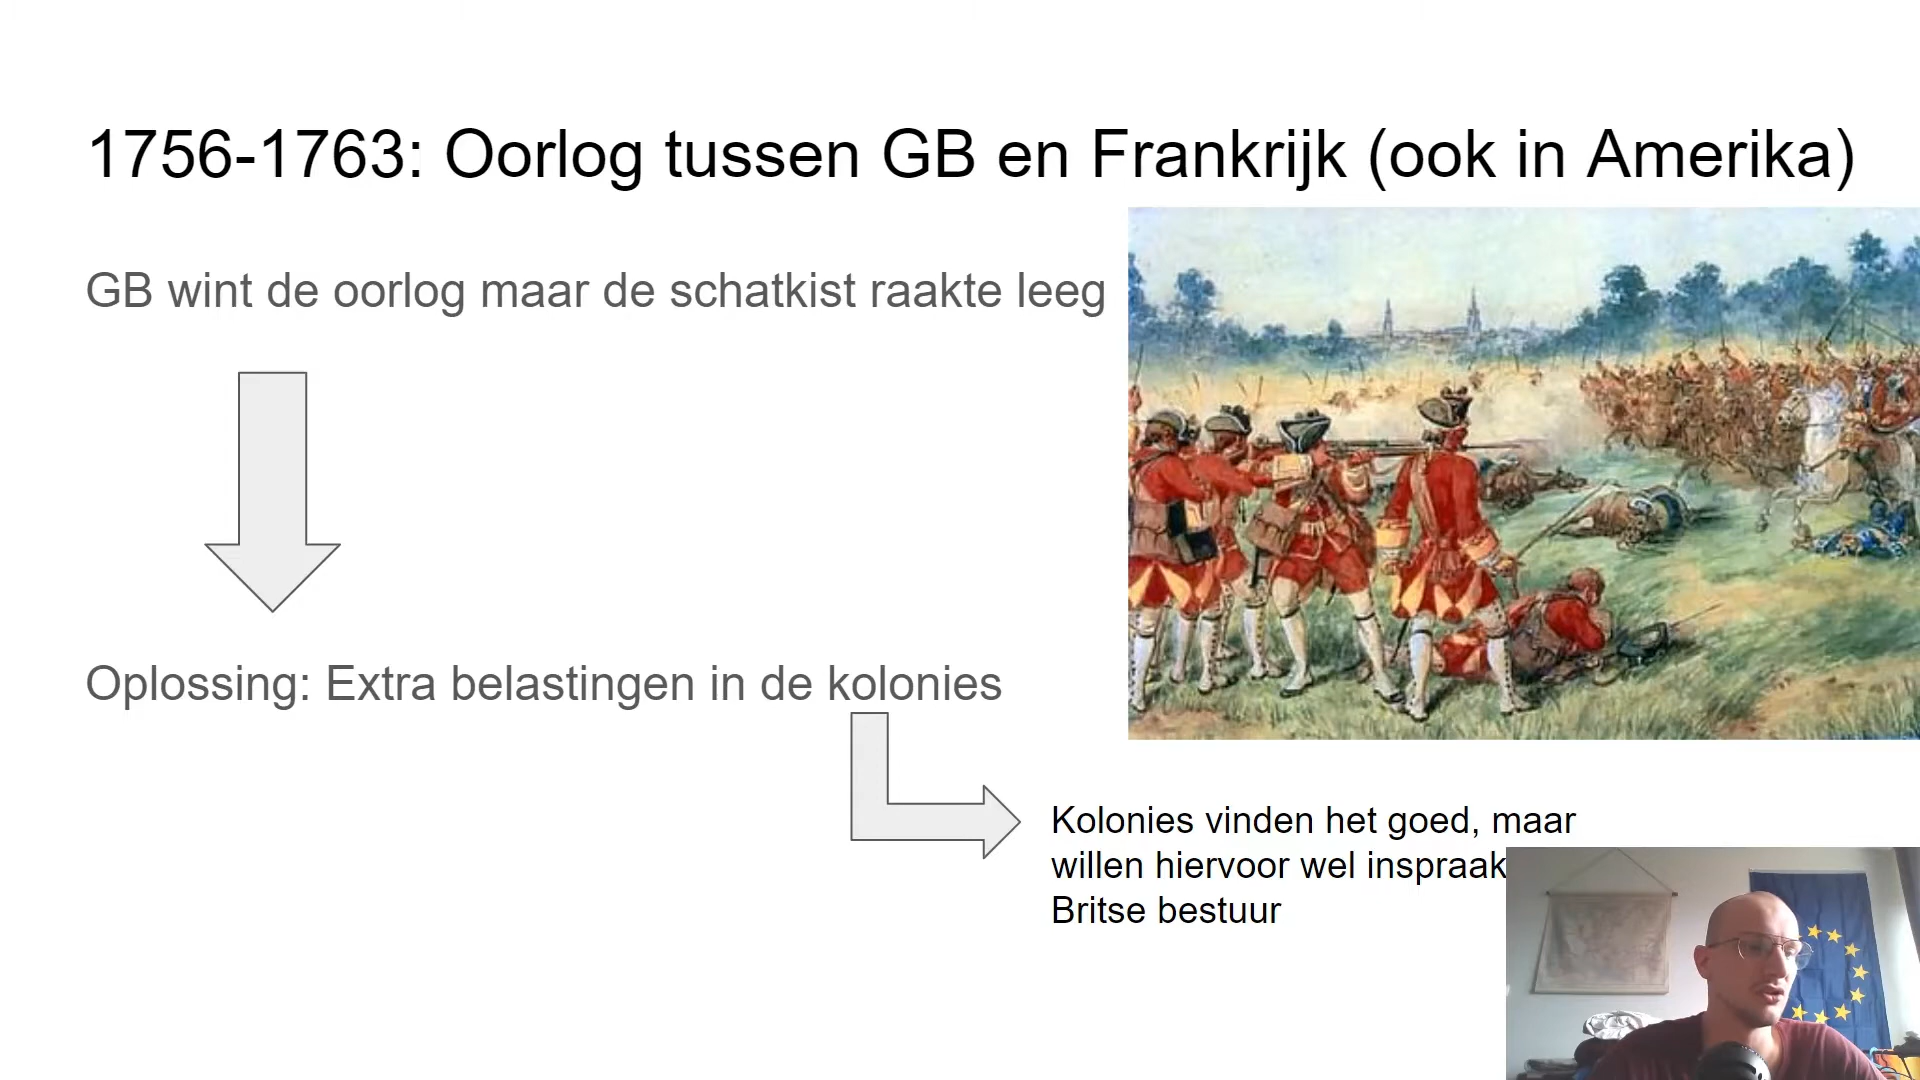 1756-1763: Oorlog tussen GB en Frankrijk (ook in Amerika)
GB wint de oorlog maar de schatkist raakte leeg
Oplossing: Extra belastingen in de kolonies
Kolonies vinden het goed, maar
willen hiervoor wel inspraak
Britse bestuur